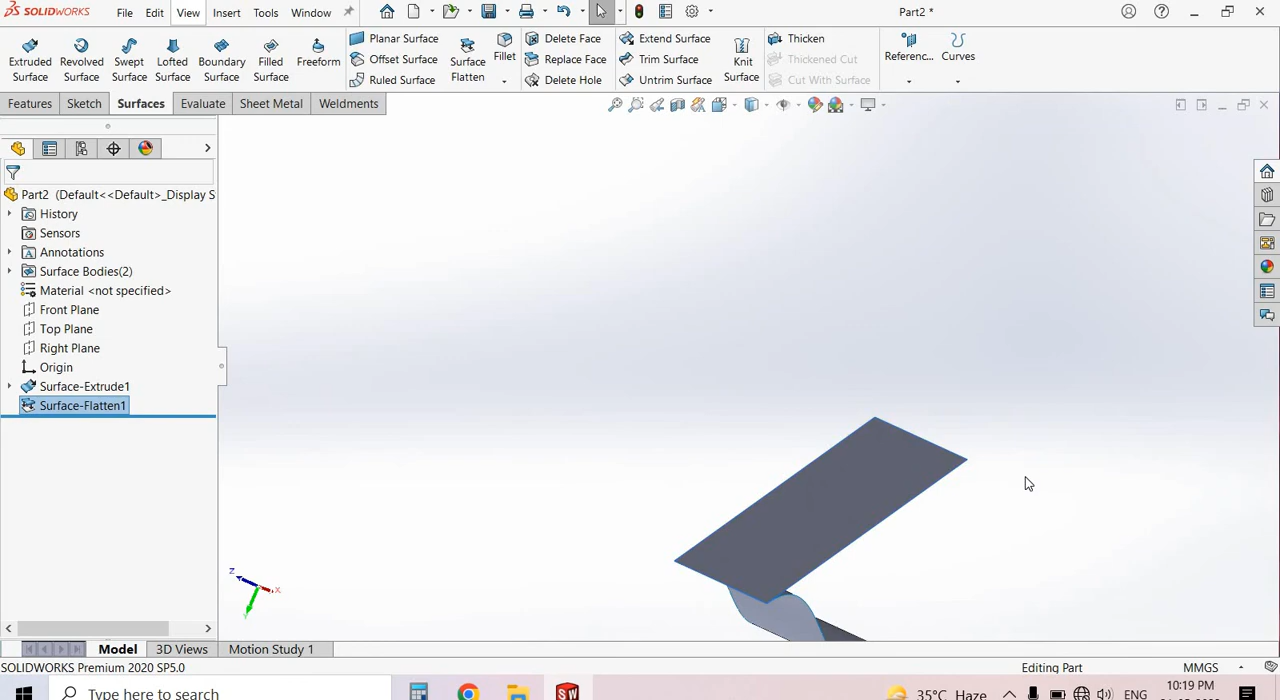 SOLIDWORKS File Edit View Insert Tools Window Part2 *
Extruded Surface
Revolved Surface
Swept Surface
Lofted Surface
Boundary Surface
Filled Surface
Freeform
Planar Surface
Offset Surface
Ruled Surface
Surface Flatten
Fillet
Delete Face
Replace Face
Delete Hole
Extend Surface
Trim Surface
Untrim Surface
Knit Surface
Thicken
Thickened Cut
Cut With Surface
Referenc...
Curves
Features Sketch Surfaces Evaluate Sheet Metal Weldments
Part2 (Default<<Default>_Display S
History
Sensors
Annotations
Surface Bodies(2)
Material <not specified>
Front Plane
Top Plane
Right Plane
Origin
Surface-Extrude1
Surface-Flatten1
Z
X
Y
Model 3D Views Motion Study 1
SOLIDWORKS Premium 2020 SP5.0 Editing Part MMGS
Type here to search 35°C Haze ENG 10:19 PM